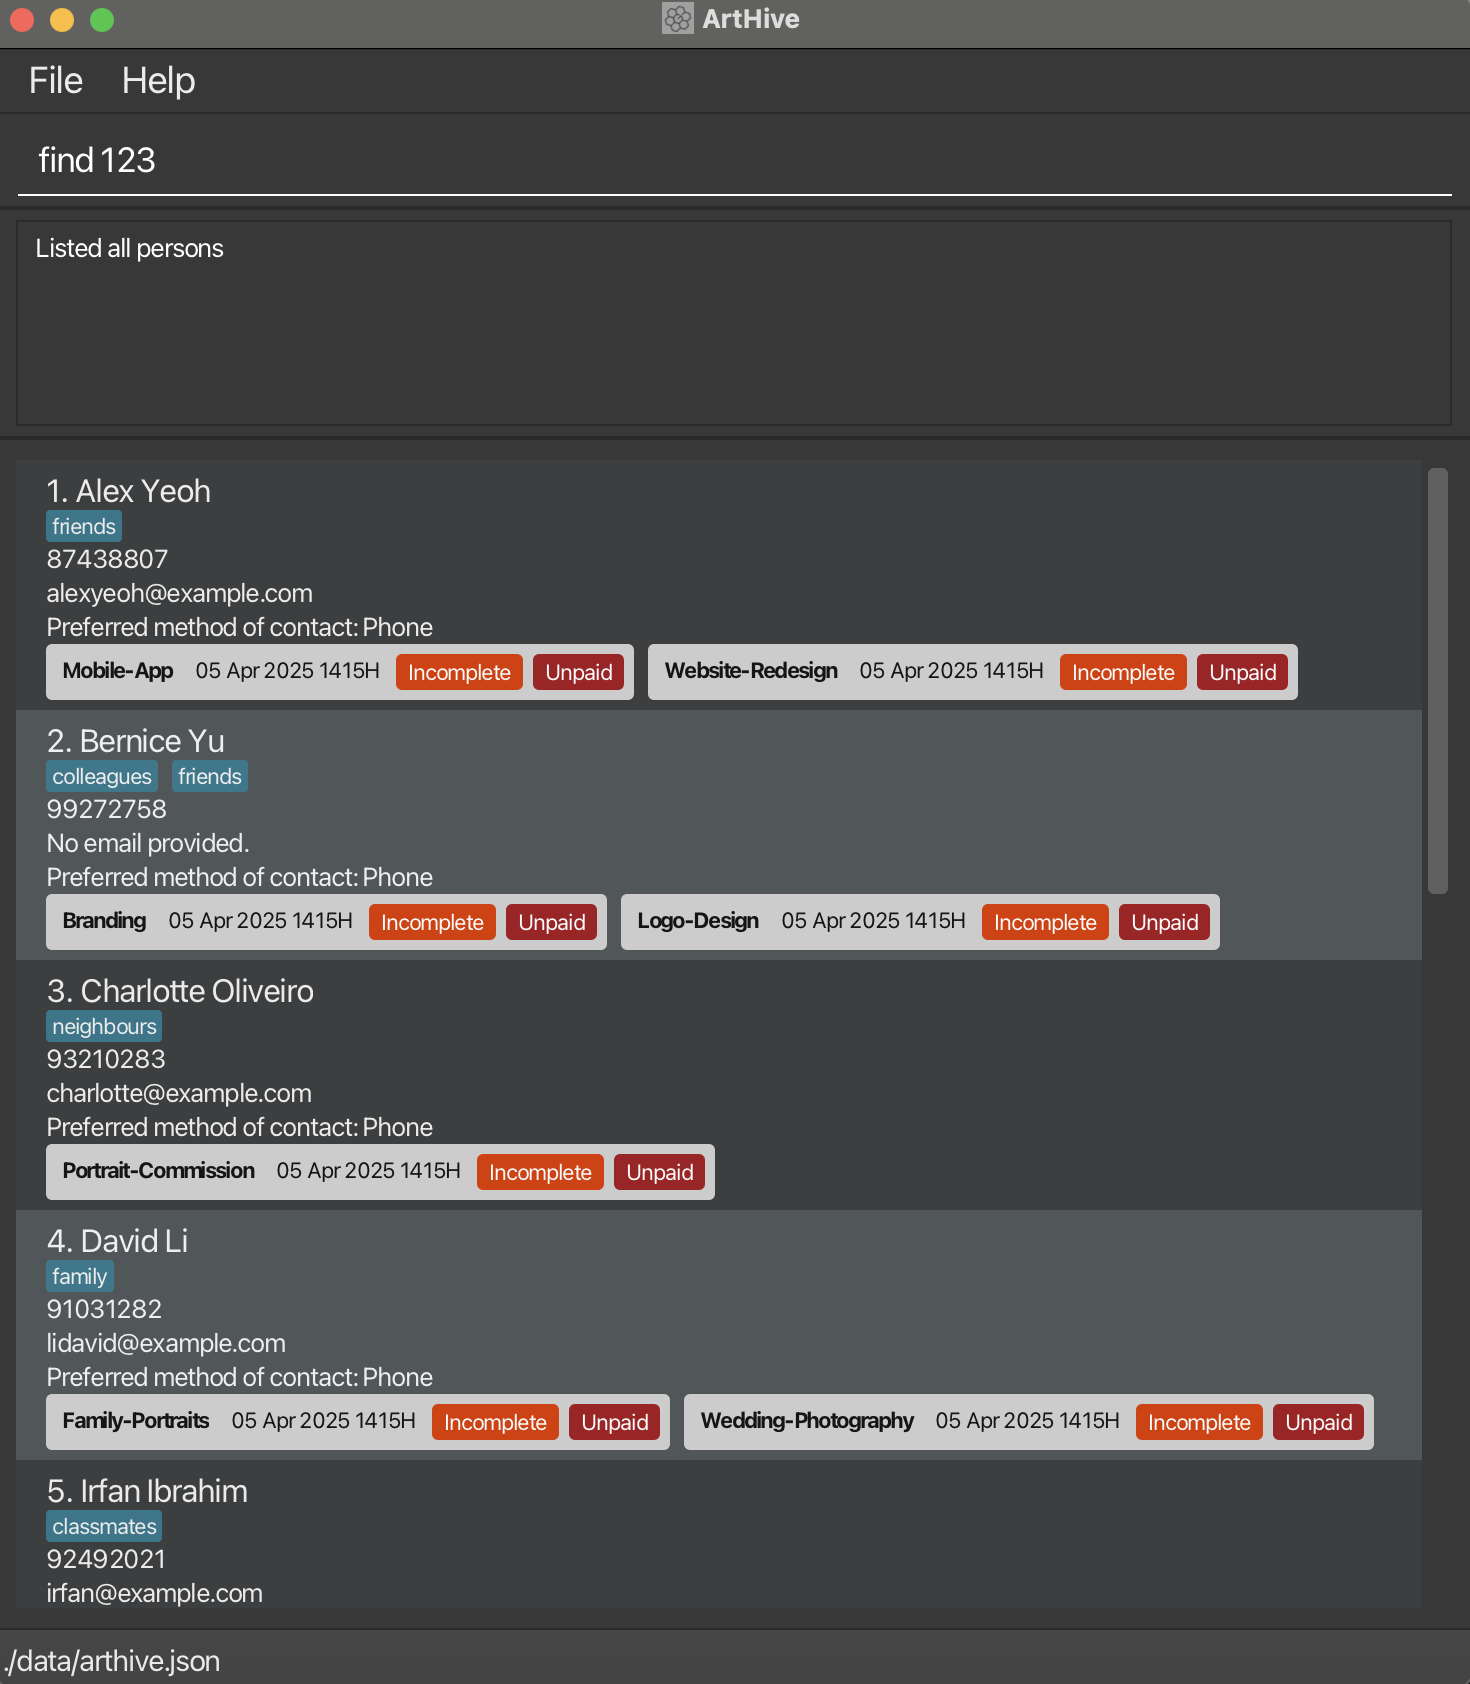 ArtHive
File Help
find 123
Listed all persons
1. Alex Yeoh
friends
87438807
alexyeoh@example.com
Preferred method of contact: Phone
Mobile-App 05 Apr 2025 1415H Incomplete Unpaid Website-Redesign 05 Apr 2025 1415H Incomplete Unpaid
2. Bernice Yu
colleagues friends
99272758
No email provided.
Preferred method of contact: Phone
Branding 05 Apr 2025 1415H Incomplete Unpaid Logo-Design 05 Apr 2025 1415H Incomplete Unpaid
3. Charlotte Oliveiro
neighbours
93210283
charlotte@example.com
Preferred method of contact: Phone
Portrait-Commission 05 Apr 2025 1415H Incomplete Unpaid
4. David Li
family
91031282
lidavid@example.com
Preferred method of contact: Phone
Family-Portraits 05 Apr 2025 1415H Incomplete Unpaid Wedding-Photography 05 Apr 2025 1415H Incomplete Unpaid
5. Irfan Ibrahim
classmates
92492021
irfan@example.com
./data/arthive.json